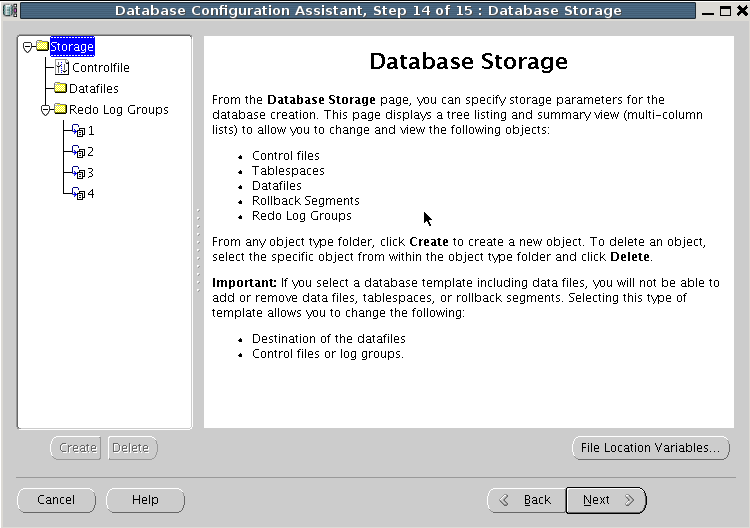 Database Configuration Assistant, Step 14 of 15 : Database Storage
Storage
Controlfile
Datafiles
Redo Log Groups
1
2
3
4
Database Storage
From the Database Storage page, you can specify storage parameters for the
database creation. This page displays a tree listing and summary view (multi-column
lists) to allow you to change and view the following objects:
• Control files
• Tablespaces
• Datafiles
• Rollback Segments
• Redo Log Groups
From any object type folder, click Create to create a new object. To delete an object,
select the specific object from within the object type folder and click Delete.
Important: If you select a database template including data files, you will not be able to
add or remove data files, tablespaces, or rollback segments. Selecting this type of
template allows you to change the following:
• Destination of the datafiles
• Control files or log groups.
Create Delete
File Location Variables...
Cancel Help Back Next